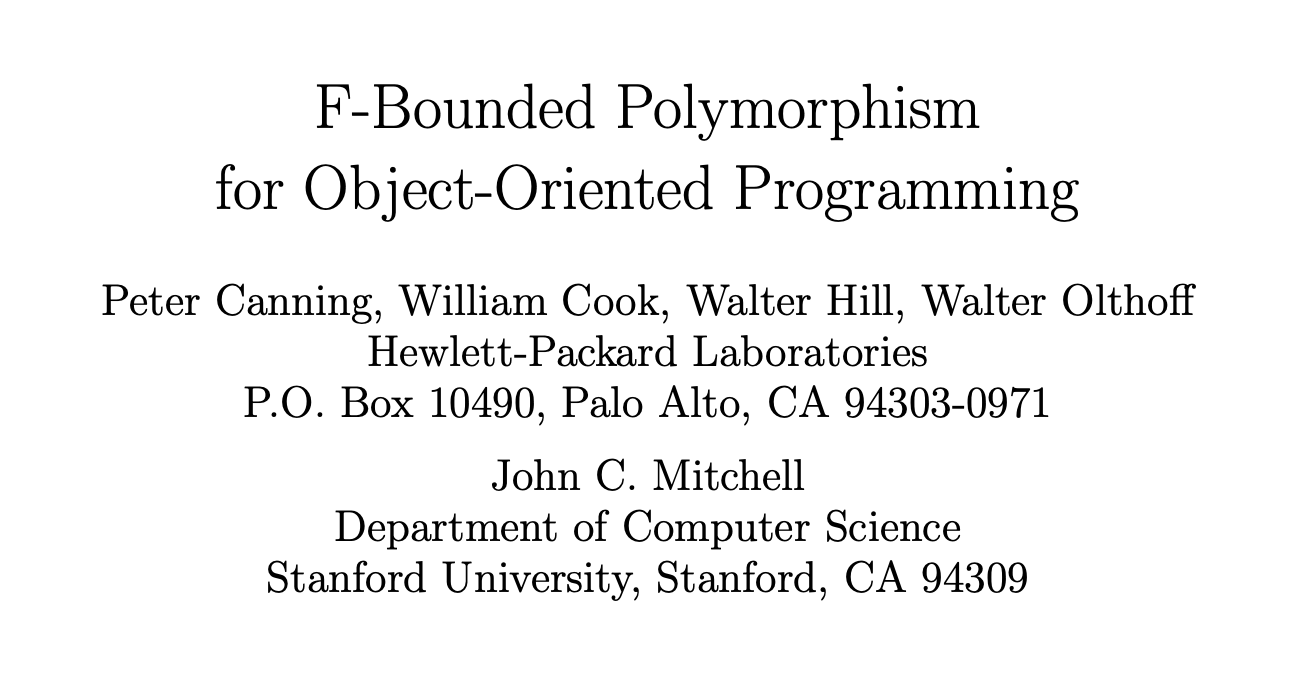 F-Bounded Polymorphism
for Object-Oriented Programming
Peter Canning, William Cook, Walter Hill, Walter Olthoff
Hewlett-Packard Laboratories
P.O. Box 10490, Palo Alto, CA 94303-0971
John C. Mitchell
Department of Computer Science
Stanford University, Stanford, CA 94309